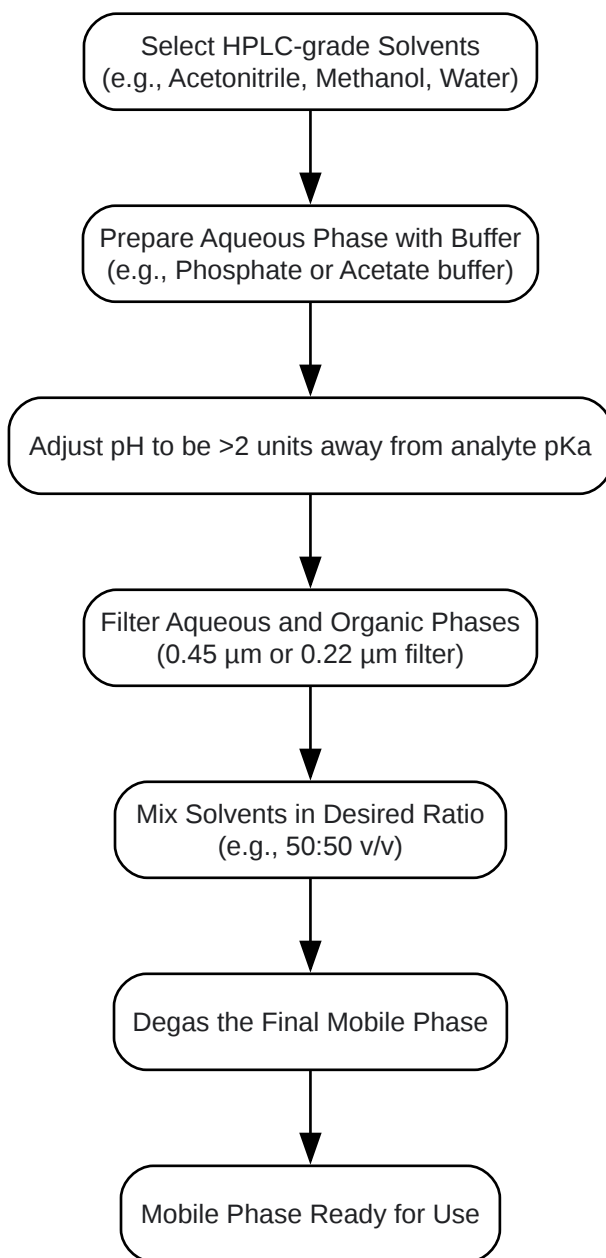 Select HPLC-grade Solvents
(e.g., Acetonitrile, Methanol, Water)
Prepare Aqueous Phase with Buffer
(e.g., Phosphate or Acetate buffer)
Adjust pH to be >2 units away from analyte pKa
Filter Aqueous and Organic Phases
(0.45 µm or 0.22 µm filter)
Mix Solvents in Desired Ratio
(e.g., 50:50 v/v)
Degas the Final Mobile Phase
Mobile Phase Ready for Use